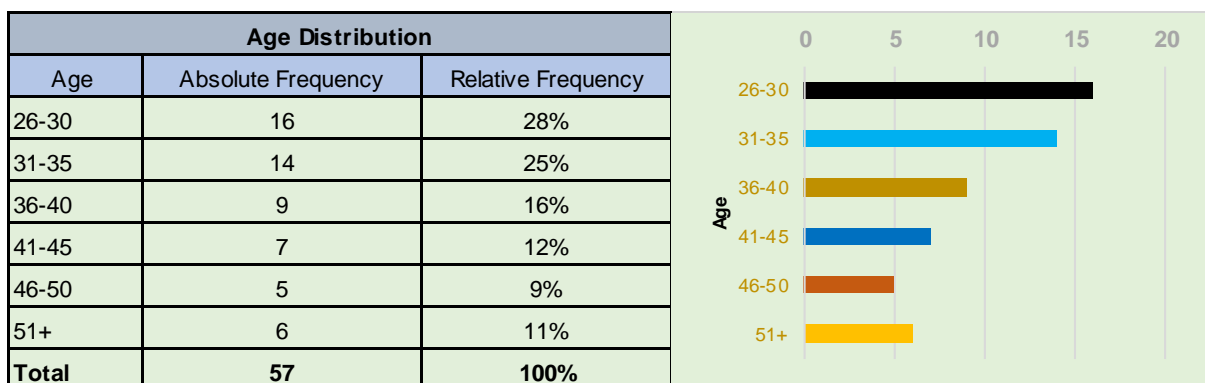 Age Distribution
Age Absolute Frequency Relative Frequency
26-30 16 28%
31-35 14 25%
36-40 9 16%
41-45 7 12%
46-50 5 9%
51+ 6 11%
Total 57 100%
0 5 10 15 20
Age
26-30
31-35
36-40
41-45
46-50
51+